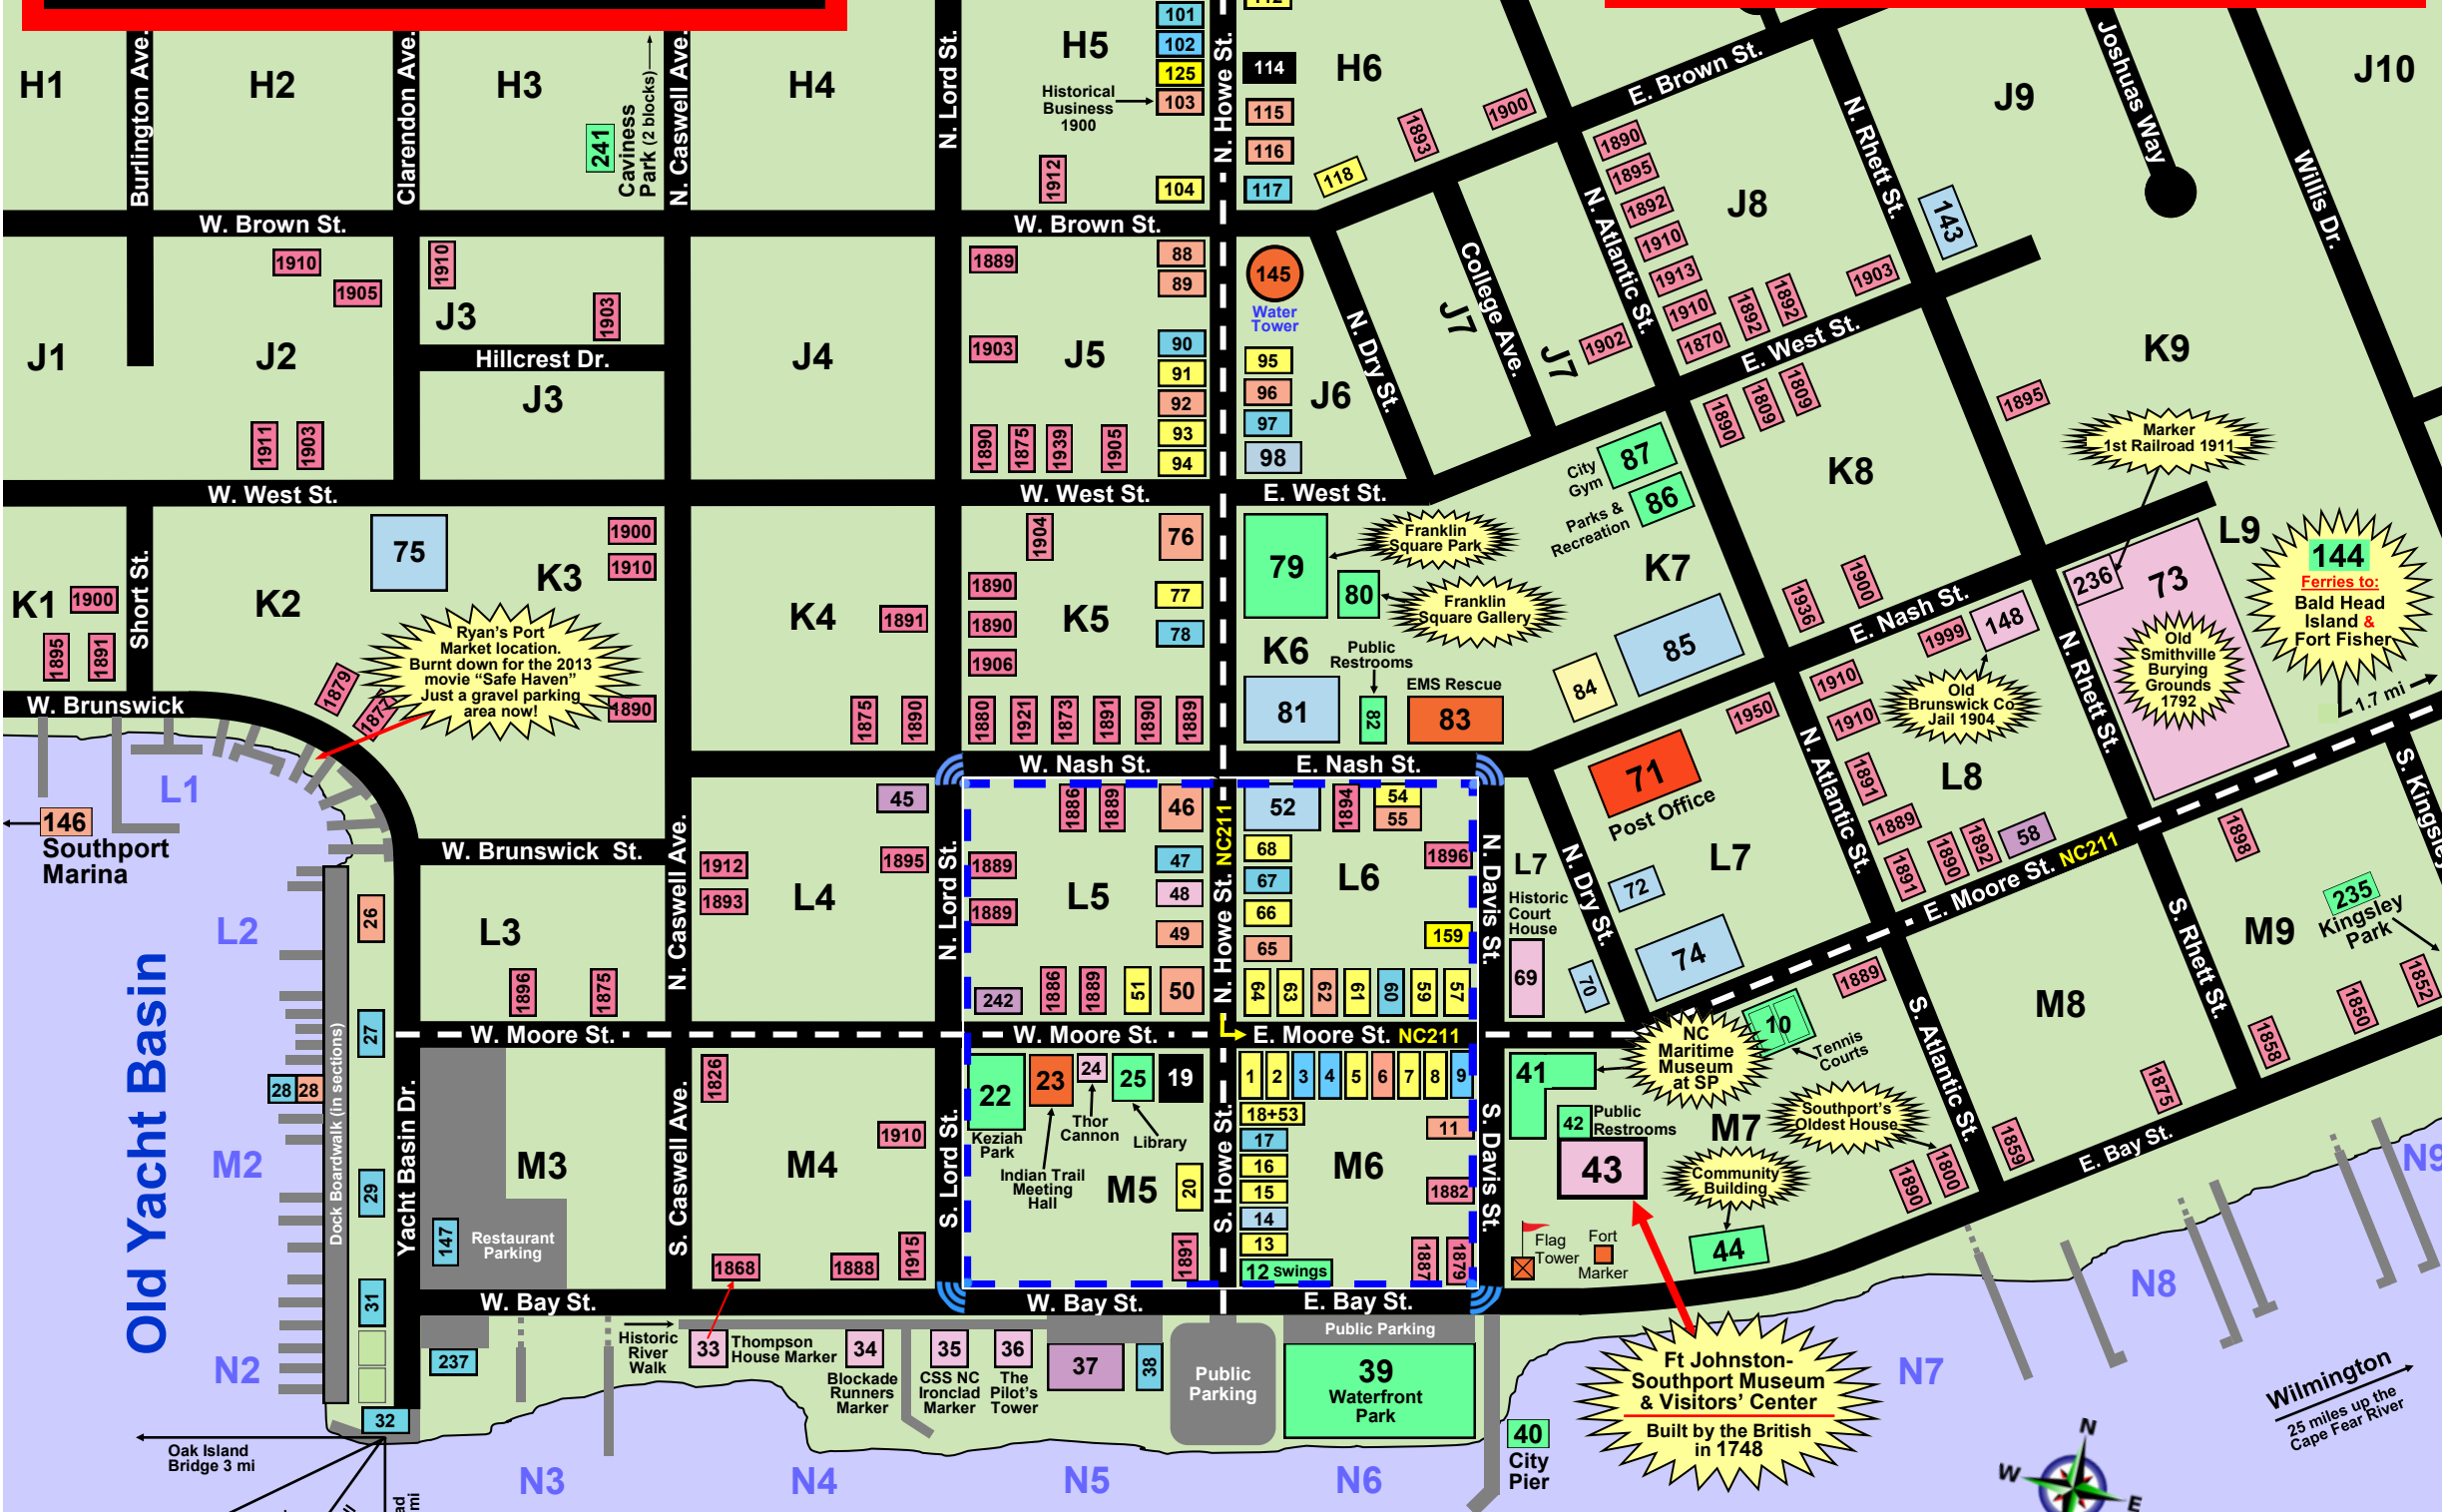 H1
Burlington Ave.
H2
Clarendon Ave.
H3
241
Caviness
Park (2 blocks)
N. Caswell Ave.
H4
N. Lord St.
H5
Historical
Business
1900
101
102
125
103
104
1912
N. Howe St.
114
115
116
117
118
H6
1893
1900
E. Brown St.
N. Rhett St.
Joshuas Way
J9
J10
Willis Dr.
W. Brown St.
W. Brown St.
J1
1910
1905
J2
1911
1903
1910
J3
1903
Hillcrest Dr.
J3
J4
1889
1903
J5
1890
1875
1939
1905
88
89
90
91
92
93
94
145
Water
Tower
95
96
97
98
J6
N. Dry St.
J7
College Ave.
J7
1902
N. Atlantic St.
1890
1895
1892
1910
1913
1910
1870
1892
1892
1903
J8
143
E. West St.
K9
1895
Marker
1st Railroad 1911
W. West St.
W. West St.
E. West St.
K1
1900
1895
1891
Short St.
K2
75
K3
1900
1910
1890
1879
1877
Ryan's Port
Market location.
Burnt down for the 2013
movie “Safe Haven”
Just a gravel parking
area now!
K4
1891
1875
1890
1904
1890
1890
1906
K5
76
77
78
1880
1921
1873
1891
1890
1889
79
Franklin
Square Park
80
Franklin
Square Gallery
K6
Public
Restrooms
81
82
EMS Rescue
83
City
Gym
87
Parks &
Recreation
86
K7
84
85
1890
1809
1809
K8
1936
1900
E. Nash St.
L9
236
73
Old
Smithville
Burying
Grounds
1792
144
Ferries to:
Bald Head
Island &
Fort Fisher
1.7 mi
W. Brunswick
L1
146
Southport
Marina
W. Nash St.
E. Nash St.
45
W. Brunswick  St.
N. Caswell Ave.
1912
1893
1895
L4
N. Lord St.
1886
1889
46
1889
1889
L5
47
48
49
242
1886
1889
51
50
N. Howe St. NC211
52
1894
54
55
68
67
66
65
L6
1896
159
64
63
62
61
60
59
57
N. Davis St.
L7
Historic
Court
House
69
N. Dry St.
70
71
Post Office
1950
72
L7
74
N. Atlantic St.
1910
1910
1891
1889
1891
1890
1892
58
L8
Old
Brunswick Co
Jail 1904
1999
148
N. Rhett St.
E. Moore St. NC211
1898
235
Kingsley
Park
M9
S. Rhett St.
1852
1850
1858
L2
Old Yacht Basin
Dock Boardwalk (in sections)
26
27
28
28
29
31
32
M2
N2
Yacht Basin Dr.
L3
1896
1875
W. Moore St.
W. Moore St.
E. Moore St. NC211
M3
147
Restaurant
Parking
S. Caswell Ave.
1826
1910
M4
1868
1888
1915
S. Lord St.
22
Keziah
Park
23
Indian Trail
Meeting
Hall
24
Thor
Cannon
25
Library
19
M5
20
1891
S. Howe St.
1
2
3
4
5
6
7
8
9
18+53
17
16
15
14
13
12 Swings
11
1882
1887
1879
M6
S. Davis St.
41
NC
Maritime
Museum
at SP
10
Tennis
Courts
1889
42
Public
Restrooms
43
M7
Southport's
Oldest House
Community
Building
44
1890
1800
Flag
Tower
Fort
Marker
S. Atlantic St.
M8
1859
1875
E. Bay St.
N9
N8
W. Bay St.
W. Bay St.
E. Bay St.
237
Historic
River
Walk
33
Thompson
House Marker
34
Blockade
Runners
Marker
35
CSS NC
Ironclad
Marker
36
The
Pilot's
Tower
37
38
Public
Parking
Public Parking
39
Waterfront
Park
40
City
Pier
Ft Johnston-
Southport Museum
& Visitors' Center
Built by the British
in 1748
N7
Wilmington
25 miles up the
Cape Fear River
Oak Island
Bridge 3 mi
N3
N4
N5
N6
N
W
E